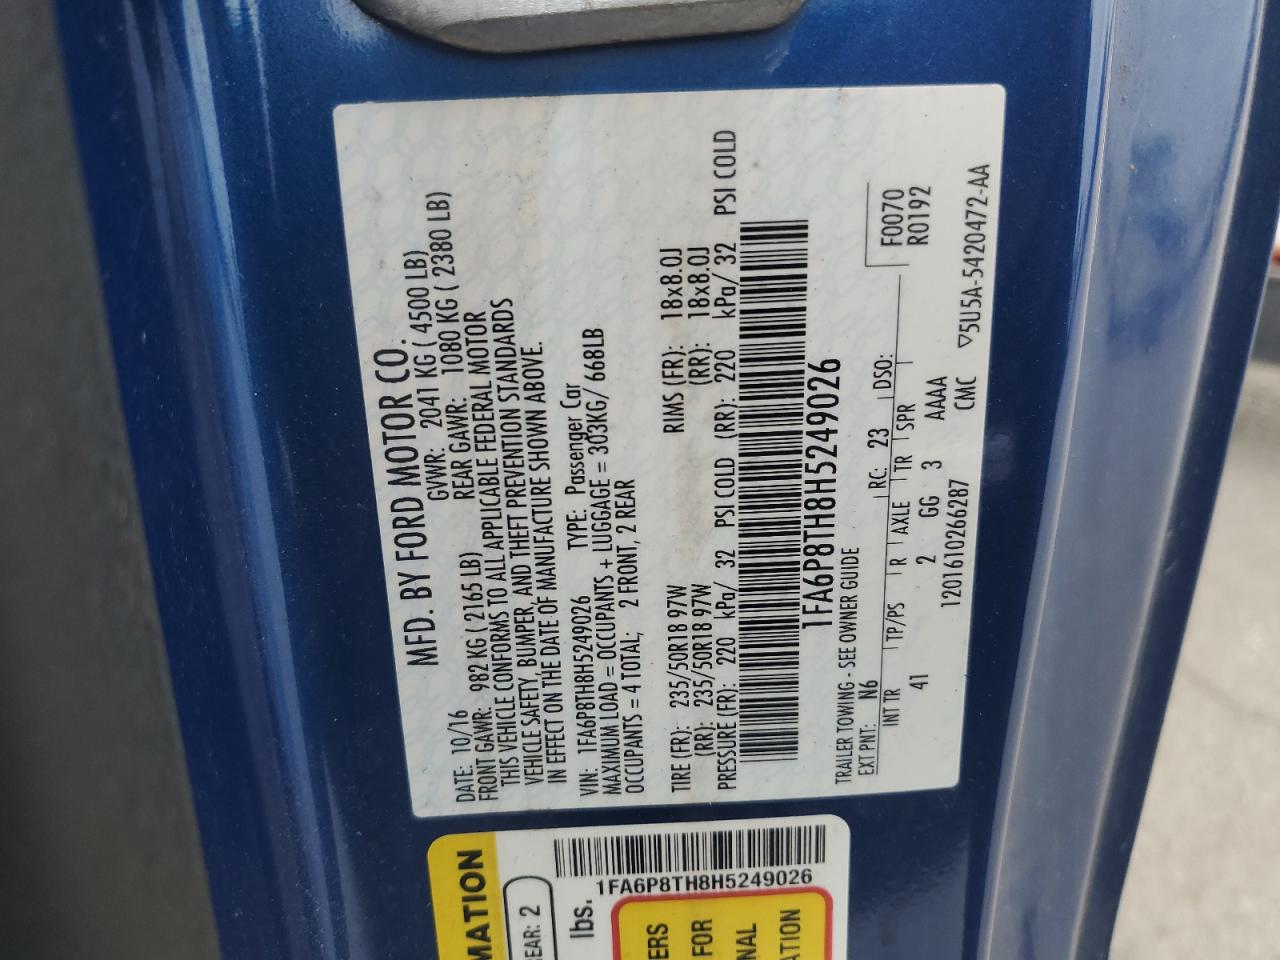 MFD. BY FORD MOTOR CO.
DATE: 10/16 GVWR: 2041 KG ( 4500 LB)
FRONT GAWR: 982 KG ( 2165 LB) REAR GAWR: 1080 KG ( 2380 LB)
THIS VEHICLE CONFORMS TO ALL APPLICABLE FEDERAL MOTOR
VEHICLE SAFETY, BUMPER, AND THEFT PREVENTION STANDARDS
IN EFFECT ON THE DATE OF MANUFACTURE SHOWN ABOVE.
VIN: 1FA6P8TH8H5249026 TYPE: Passenger Car
MAXIMUM LOAD = OCCUPANTS + LUGGAGE = 303KG/ 668LB
OCCUPANTS = 4 TOTAL; 2 FRONT, 2 REAR
TIRE (FR): 235/50R18 97W RIMS (FR): 18x8.0J
(RR): 235/50R18 97W (RR): 18x8.0J
PRESSURE (FR): 220 kPa/ 32 PSI COLD (RR): 220 kPa/ 32 PSI COLD
1FA6P8TH8H5249026
TRAILER TOWING - SEE OWNER GUIDE
EXT PNT: N6 RC: 23 DSO: F0070
INT TR TP/PS R AXLE TR SPR R0192
41 2 GG 3 AAAA
12016102662​87 CMC
▽5U5A-5420472-AA
MATION
EAR: 2
1FA6P8TH8H5249026
lbs.
ERS
FOR
NAL
ATION